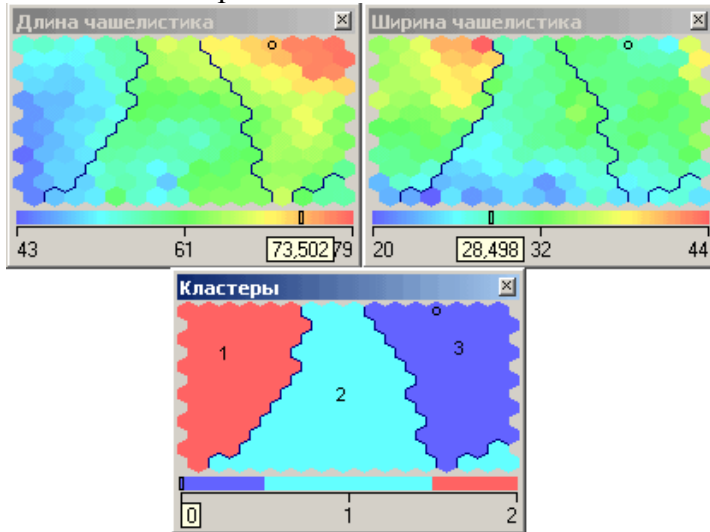 Длина чашелистика
Ширина чашелистика
43 61 73,502 79
20 28,498 32 44
Кластеры
1
2
3
0 1 2